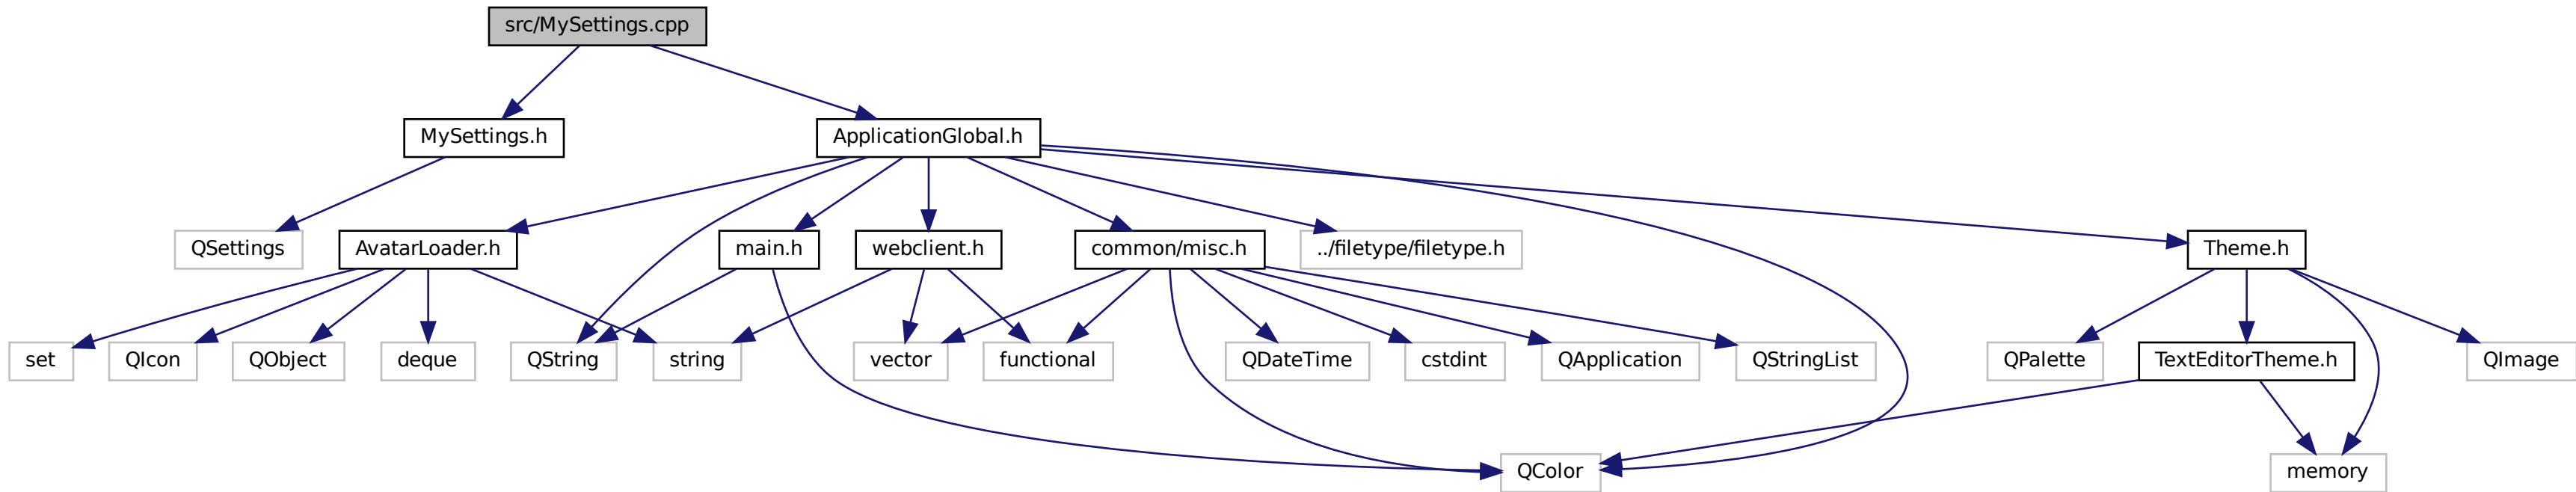 src/MySettings.cpp
MySettings.h
ApplicationGlobal.h
QSettings
AvatarLoader.h
main.h
webclient.h
common/misc.h
../filetype/filetype.h
Theme.h
set
QIcon
QObject
deque
QString
string
vector
functional
QDateTime
cstdint
QApplication
QStringList
QPalette
TextEditorTheme.h
QImage
QColor
memory